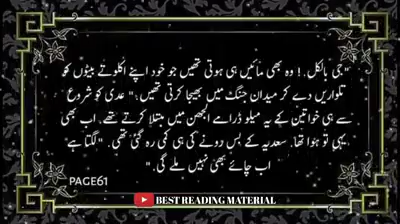 "جی بالکل۔! وہ بھی مائیں ہی ہوتی تھیں جو خود اپنے اکلوتے بیٹوں کو
تلواریں دے کر میدان جنگ میں بھیجا کرتی تھیں۔" عدی کو شروع
سے ہی خواتین کے یہ میلو ڈرامے الجھن میں مبتلا کرتے تھے، اب بھی
یہی تو ہوا تھا۔ سعدیہ کے بس رونے کی ہی کمی رہ گئی تھی۔ "لگتا ہے
اب چائے بھی نہیں ملے گی۔"
PAGE61
BEST READING MATERIAL